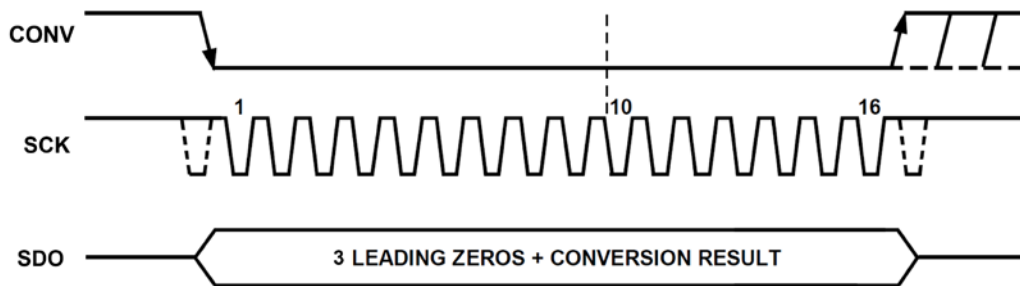 CONV
1
10
16
SCK
SDO
3 LEADING ZEROS + CONVERSION RESULT